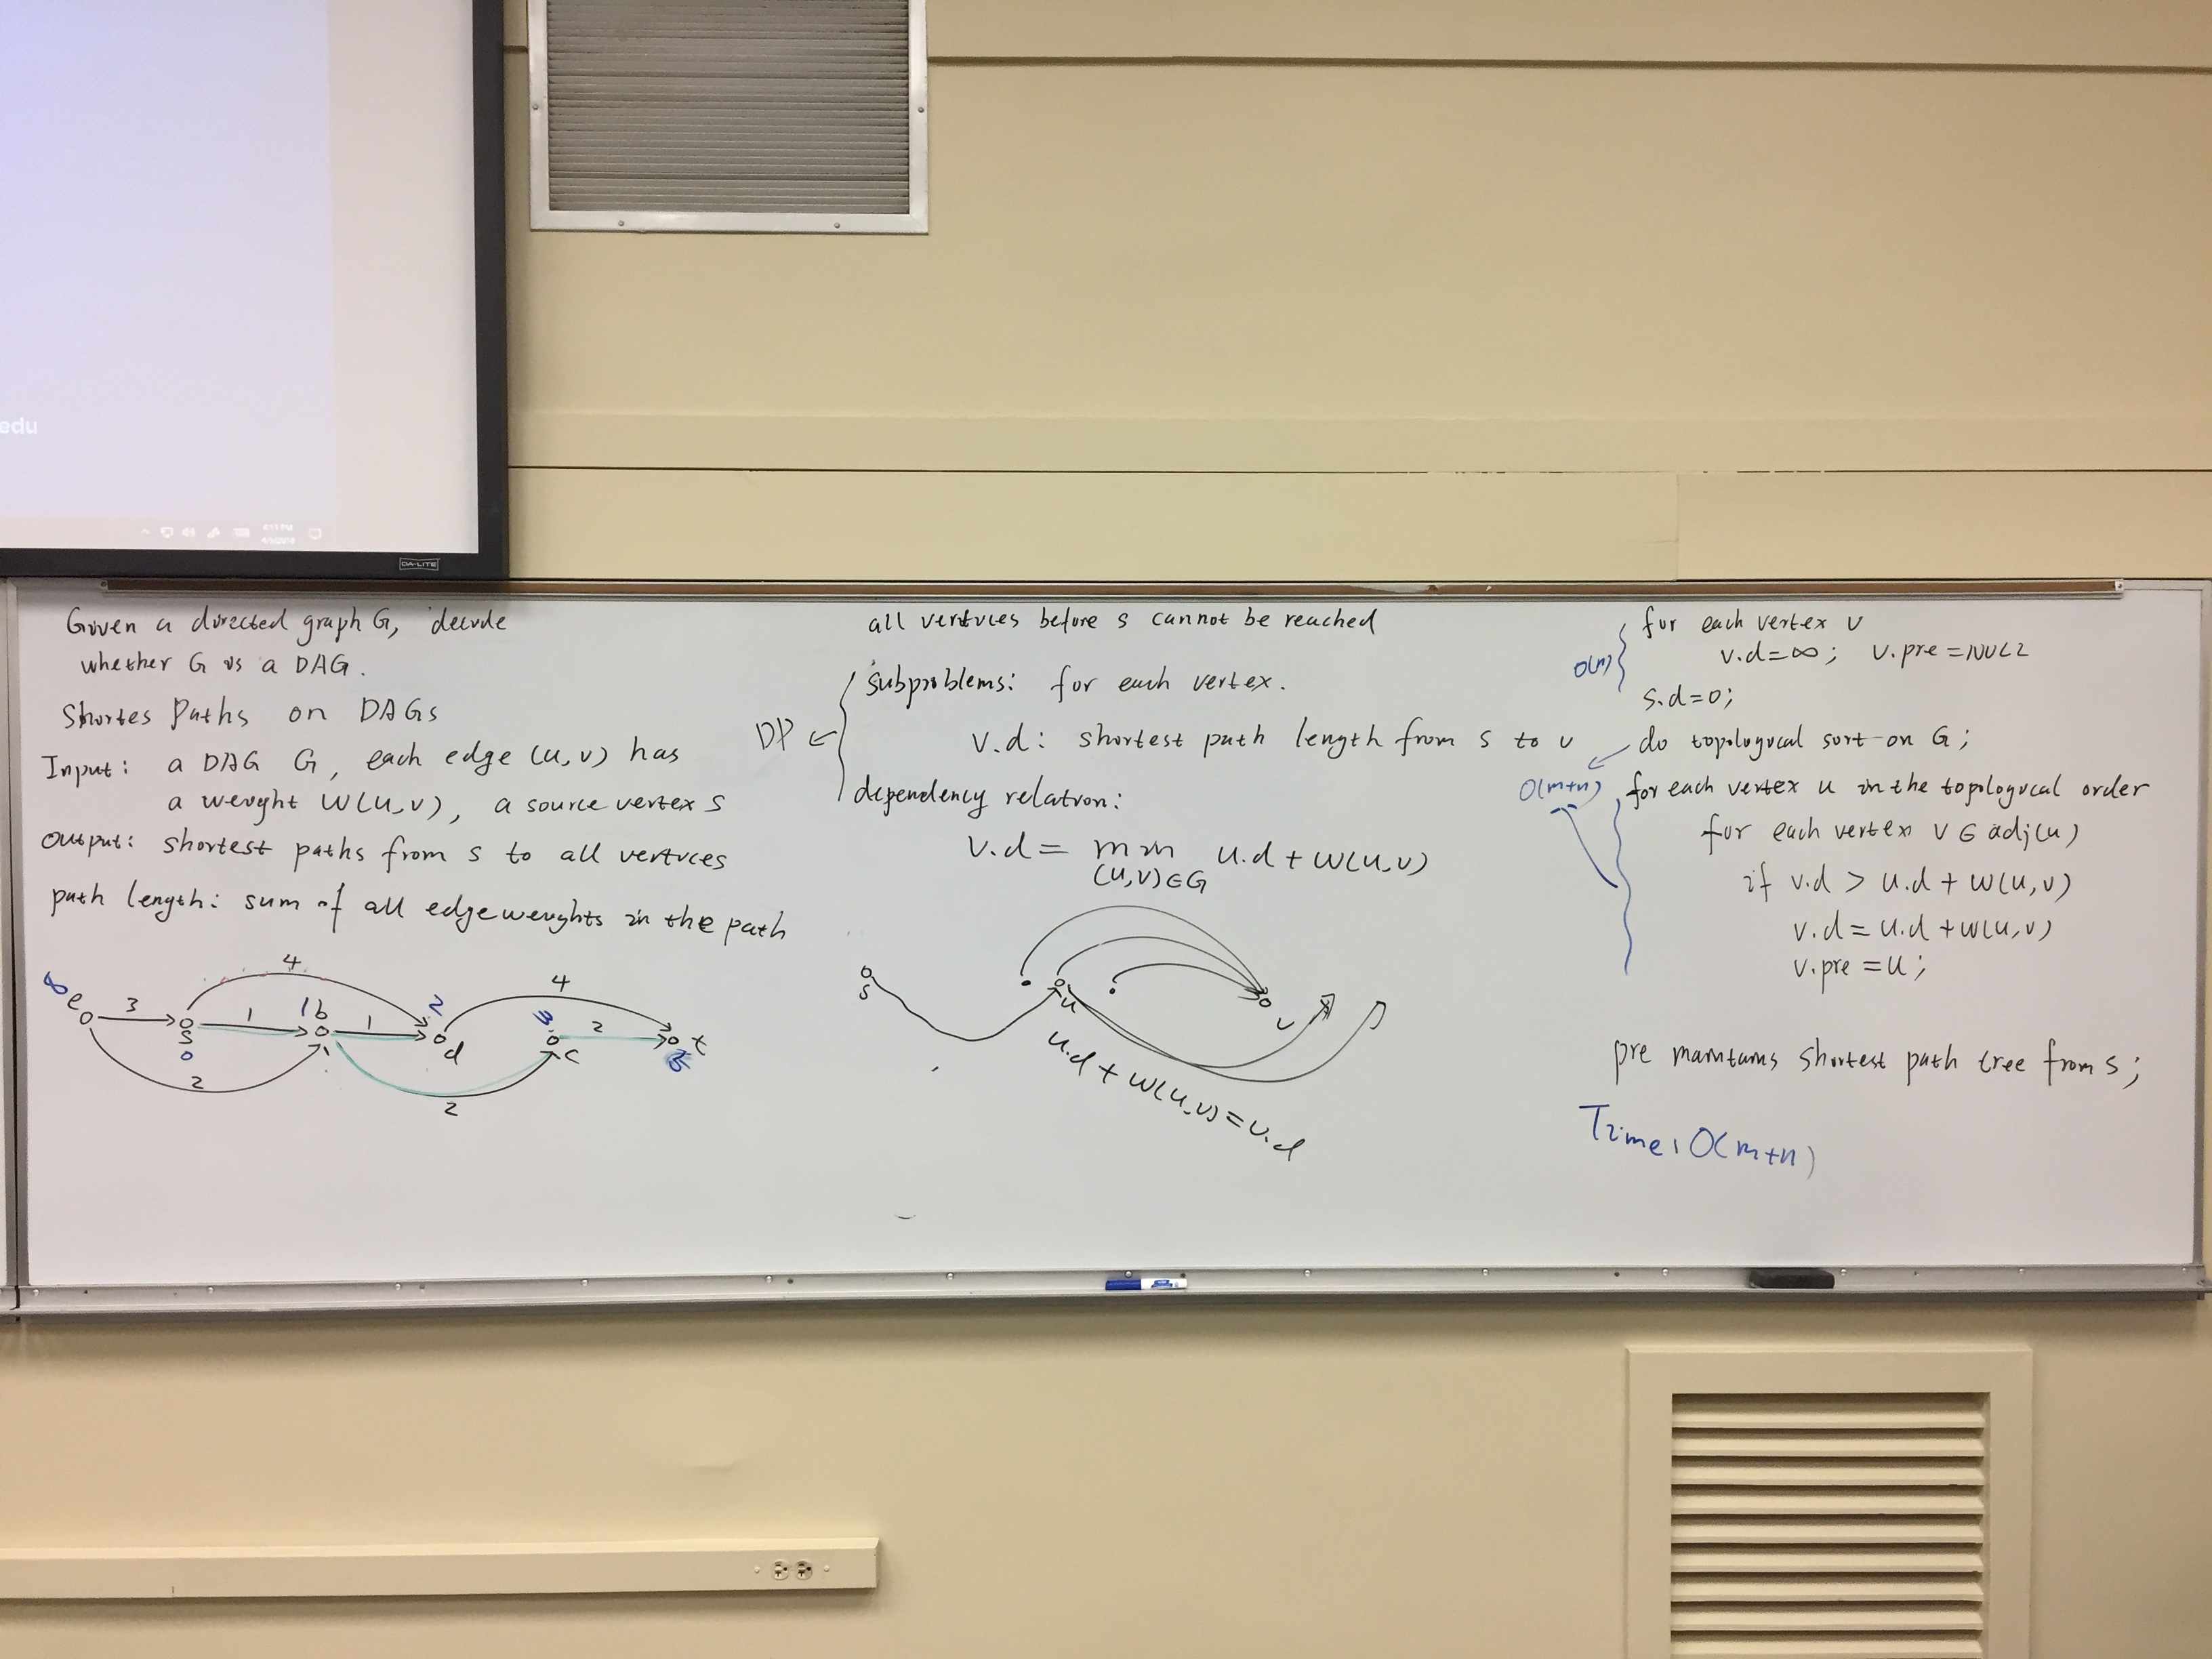 edu
DA-LITE
Given a directed graph G, decide
whether G is a DAG.
Shortes Paths on DAGs
Input: a DAG G, each edge (u,v) has
a weight w(u,v), a source vertex s
Output: shortest paths from s to all vertices
path length: sum of all edge weights in the path
4
4
∞ e 3 s 1 1 b 1 2 d 3 c 2 t 5
0
2
2
all vertices before s cannot be reached
DP ← subproblems: for each vertex.
v.d: shortest path length from s to v
dependency relation:
v.d = min u.d + w(u,v)
(u,v)∈G
s u v
u.d + w(u,v) = v.d
O(n) for each vertex v
v.d=∞; v.pre=NULL
s.d=0;
do topological sort on G;
O(m+n) for each vertex u in the topological order
for each vertex v ∈ adj(u)
if v.d > u.d + w(u,v)
v.d = u.d + w(u,v)
v.pre = u;
pre maintains shortest path tree from s;
Time: O(m+n)